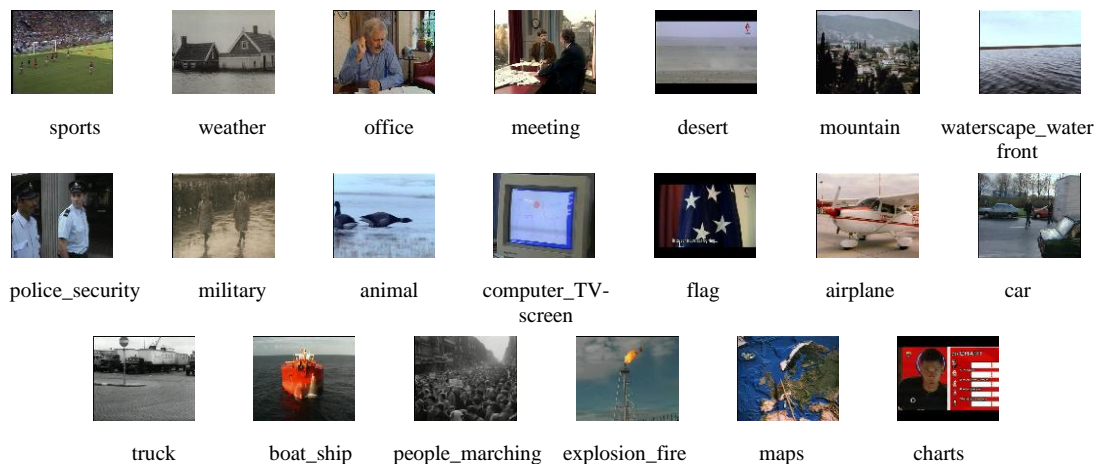 sports weather office meeting desert mountain waterscape_water
front
police_security military animal computer_TV- flag airplane car
screen
truck boat_ship people_marching explosion_fire maps charts